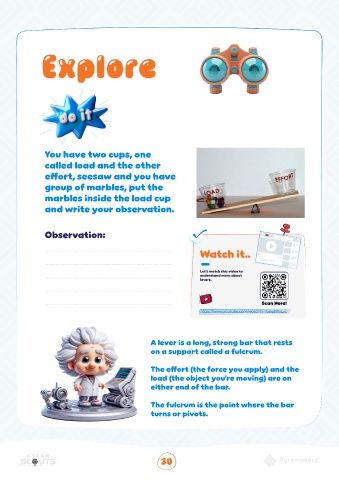 Explore
do it
You have two cups, one
called load and the other
effort, seesaw and you have
group of marbles, put the
marbles inside the load cup
and write your observation.
LOAD
EFFORT
Observation:
Watch it..
Let's watch this video to
understand more about
levers.
Scan Here!
A lever is a long, strong bar that rests
on a support called a fulcrum.
The effort (the force you apply) and the
load (the object you're moving) are on
either end of the bar.
The fulcrum is the point where the bar
turns or pivots.
STEAM
SCOUTS
30
Pyramakerz